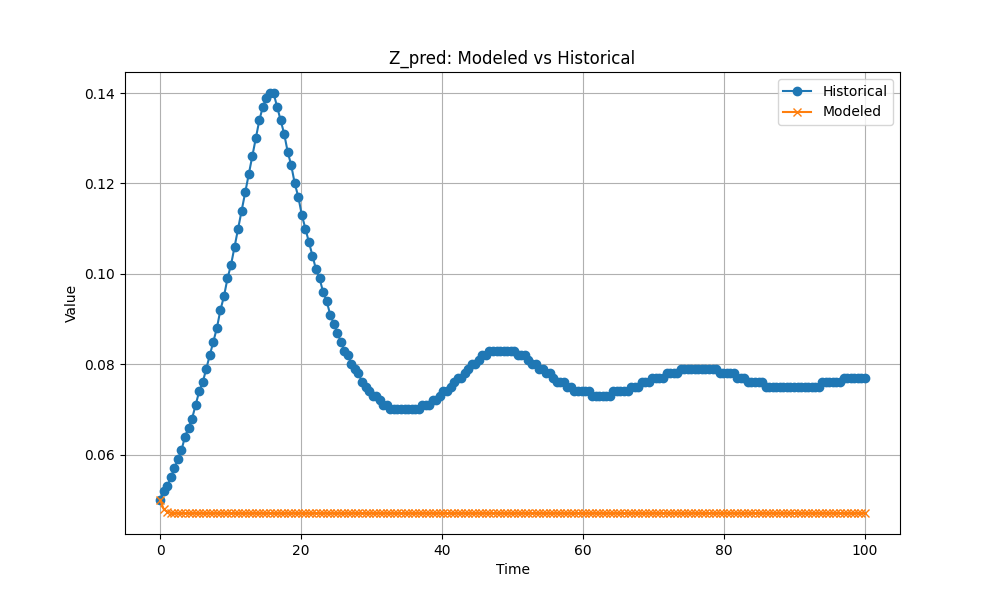 Z_pred: Modeled vs Historical
Historical
Modeled
0.14
0.12
0.10
0.08
0.06
Value
0 20 40 60 80 100
Time